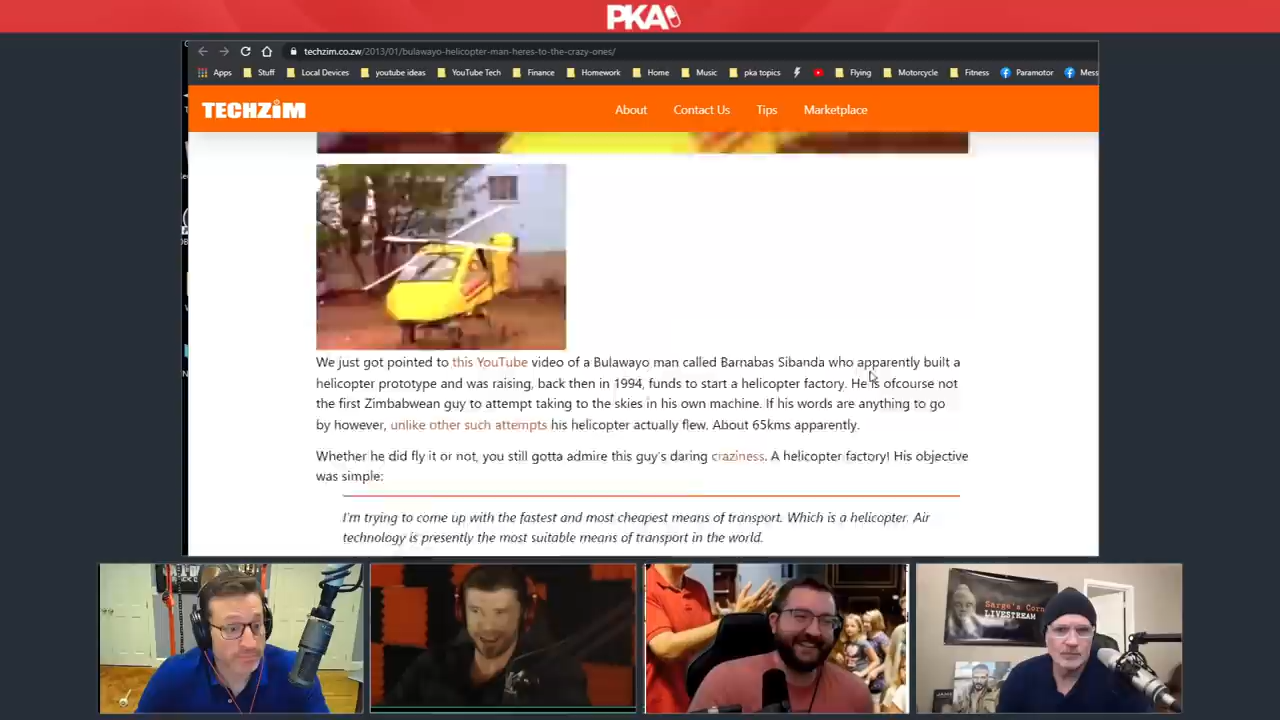 PKA
techzim.co.zw/2013/01/bulawayo-helicopter-man-heres-to-the-crazy-ones/
Apps Stuff Local Devices youtube ideas YouTube Tech Finance Homework Home Music pka topics Flying Motorcycle Fitness Paramotor Mess
TECHZiM About Contact Us Tips Marketplace
We just got pointed to this YouTube video of a Bulawayo man called Barnabas Sibanda who apparently built a
helicopter prototype and was raising, back then in 1994, funds to start a helicopter factory. He is ofcourse not
the first Zimbabwean guy to attempt taking to the skies in his own machine. If his words are anything to go
by however, unlike other such attempts his helicopter actually flew. About 65kms apparently.
Whether he did fly it or not, you still gotta admire this guy's daring craziness. A helicopter factory! His objective
was simple:
I'm trying to come up with the fastest and most cheapest means of transport. Which is a helicopter. Air
technology is presently the most suitable means of transport in the world.
Sarge's Corn
LIVESTREAM